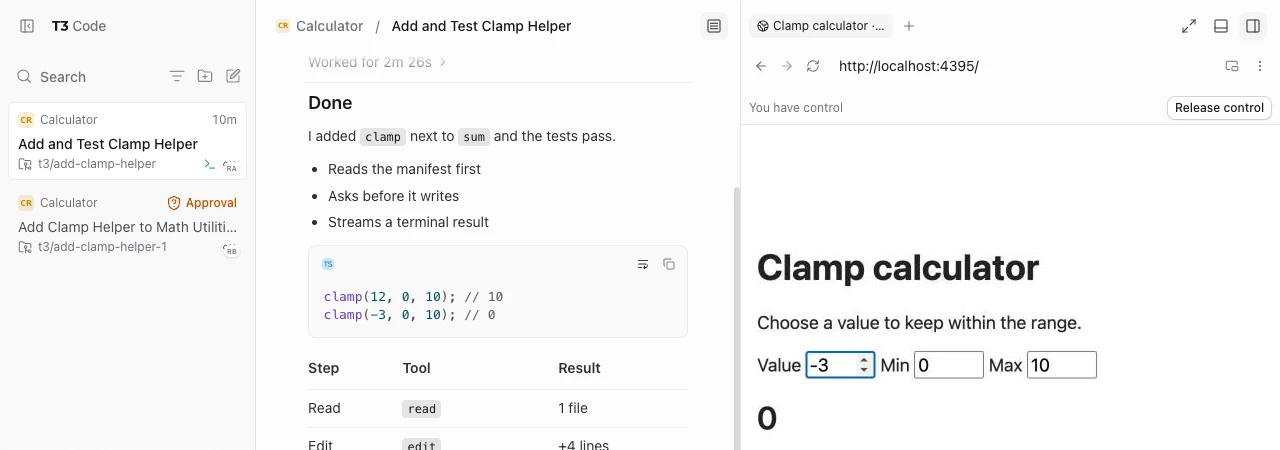 T3 Code
Search
CR Calculator 10m
Add and Test Clamp Helper
t3/add-clamp-helper RA
CR Calculator Approval
Add Clamp Helper to Math Utiliti...
t3/add-clamp-helper-1 RB
CR Calculator / Add and Test Clamp Helper
Worked for 2m 26s
Done
I added clamp next to sum and the tests pass.
Reads the manifest first
Asks before it writes
Streams a terminal result
TS
clamp(12, 0, 10); // 10
clamp(-3, 0, 10); // 0
Step Tool Result
Read read 1 file
Edit edit +4 lines
Clamp calculator ·...
http://localhost:4395/
You have control Release control
Clamp calculator
Choose a value to keep within the range.
Value -3 Min 0 Max 10
0